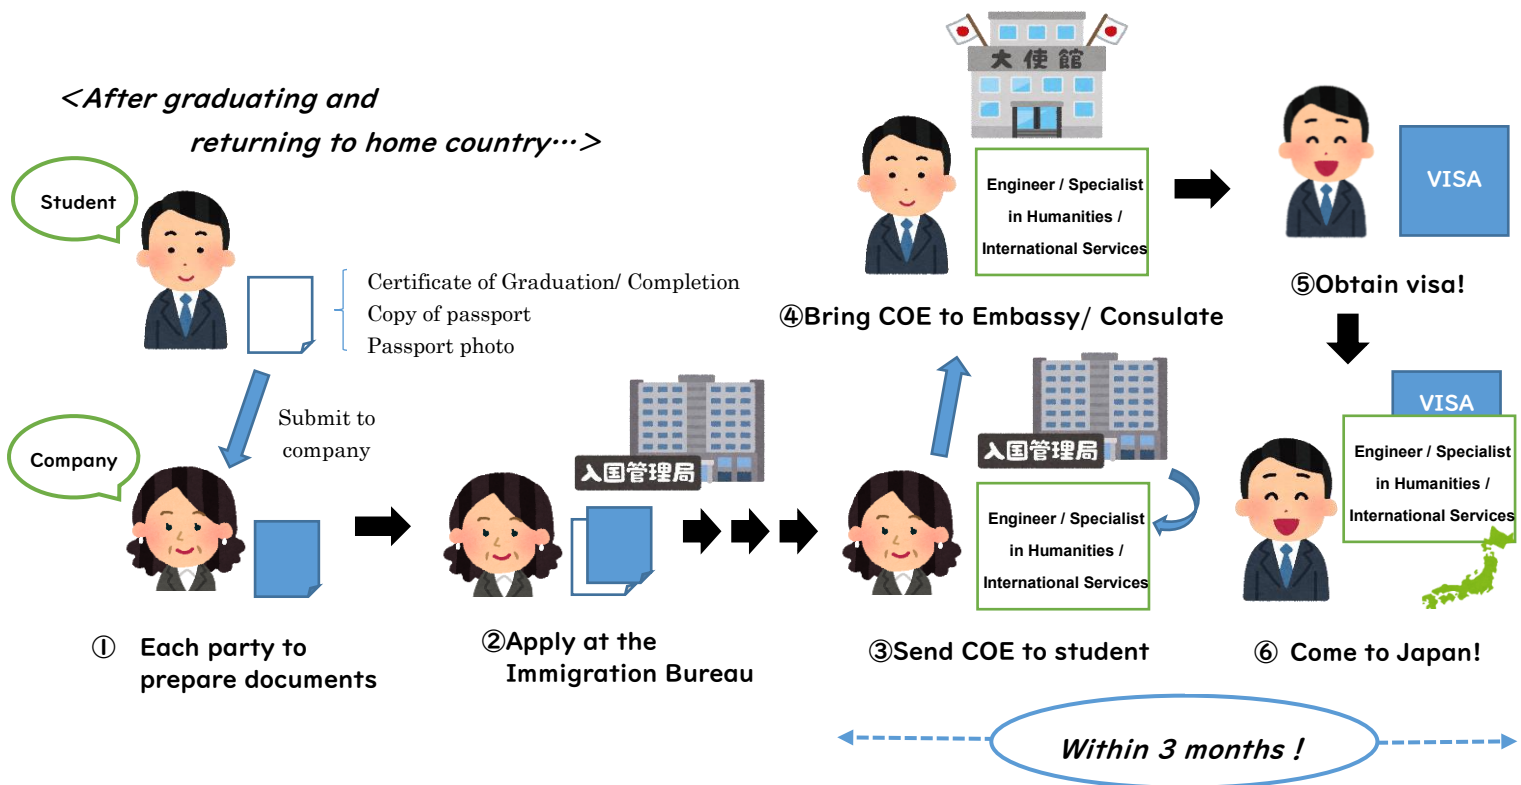 <After graduating and
returning to home country…>
Student
Certificate of Graduation/ Completion
Copy of passport
Passport photo
Submit to
company
Company
① Each party to
prepare documents
入国管理局
②Apply at the
Immigration Bureau
入国管理局
Engineer / Specialist
in Humanities /
International Services
③Send COE to student
大使館
Engineer / Specialist
in Humanities /
International Services
④Bring COE to Embassy/ Consulate
VISA
⑤Obtain visa!
VISA
Engineer / Specialist
in Humanities /
International Services
⑥ Come to Japan!
Within 3 months!